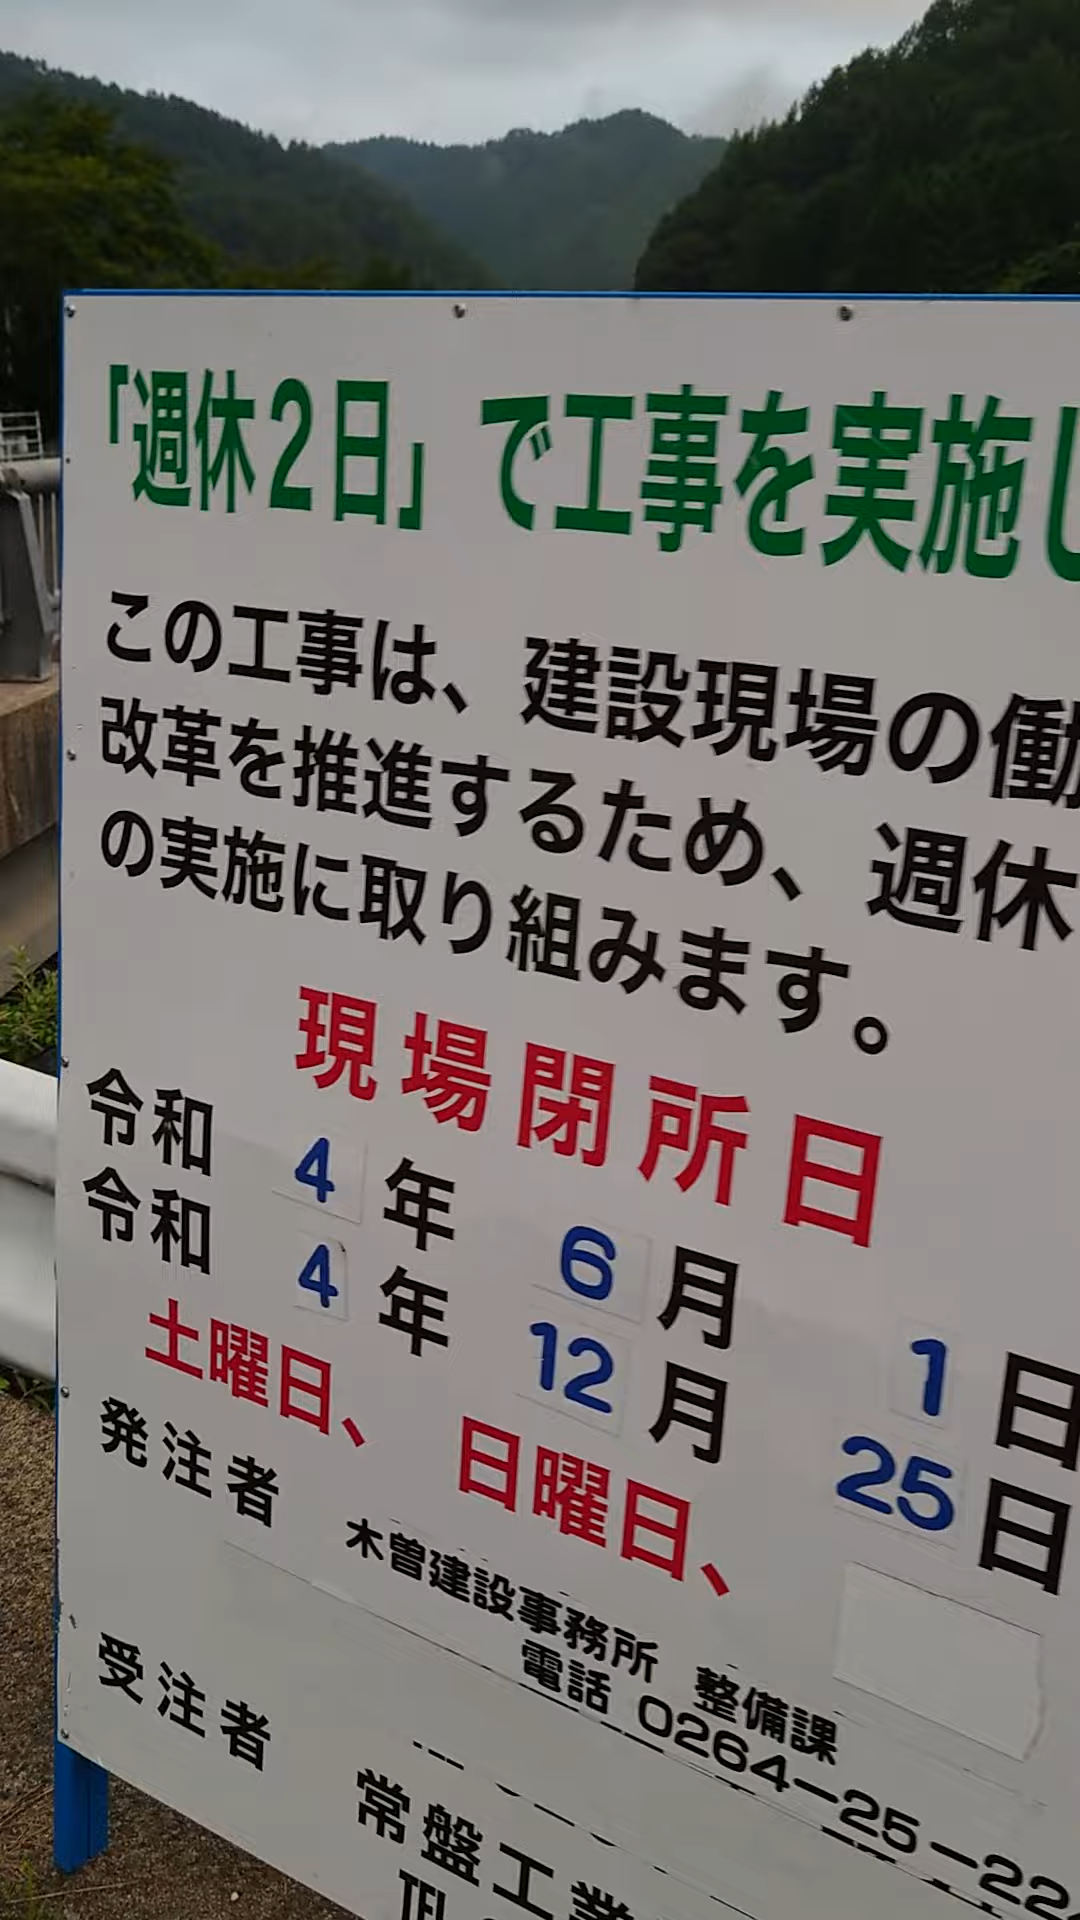 「週休2日」で工事を実施し
この工事は、建設現場の働
改革を推進するため、週休
の実施に取り組みます。
現場閉所日
令和 4 年 6 月 1 日
令和 4 年 12 月 25 日
土曜日、日曜日、
発注者 木曽建設事務所 整備課
電話 0264-25-22
受注者 常盤工業
TEL